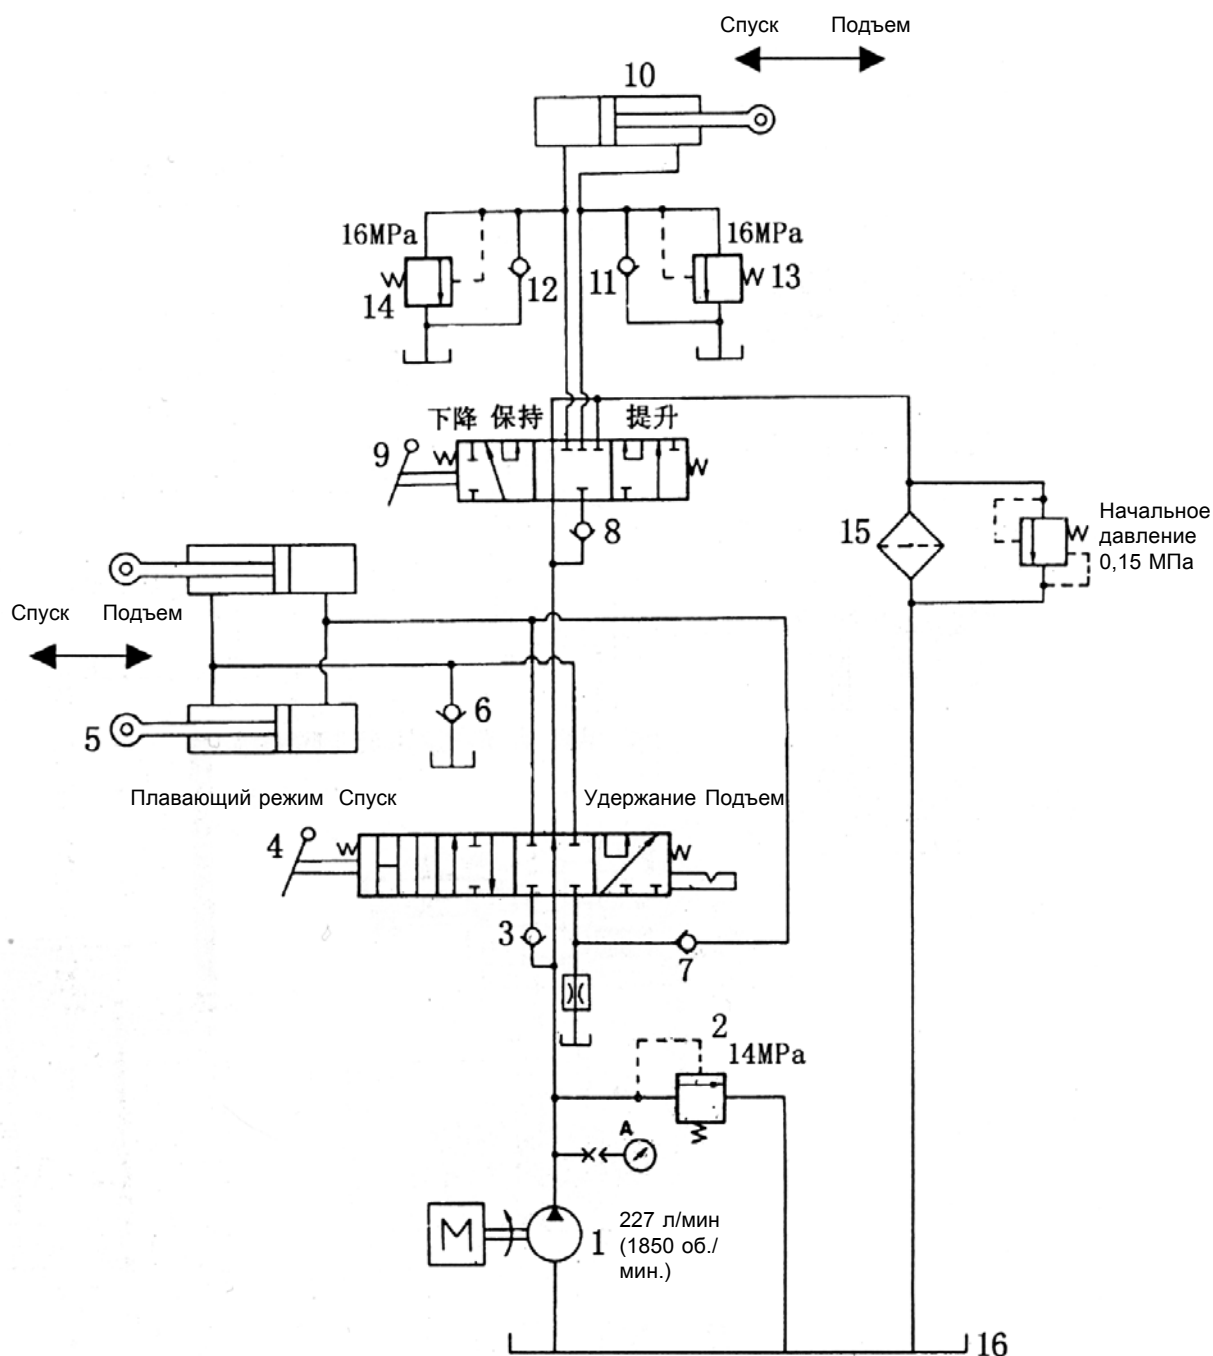 Спуск Подъем
10
16MPa 16MPa
14 12 11 13
下降 保持 提升
9
8
15
Начальное
давление
0,15 МПа
Спуск Подъем
5
6
Плавающий режим Спуск Удержание Подъем
4
3
7
2
14MPa
A
M
1
227 л/мин
(1850 об./
мин.)
16